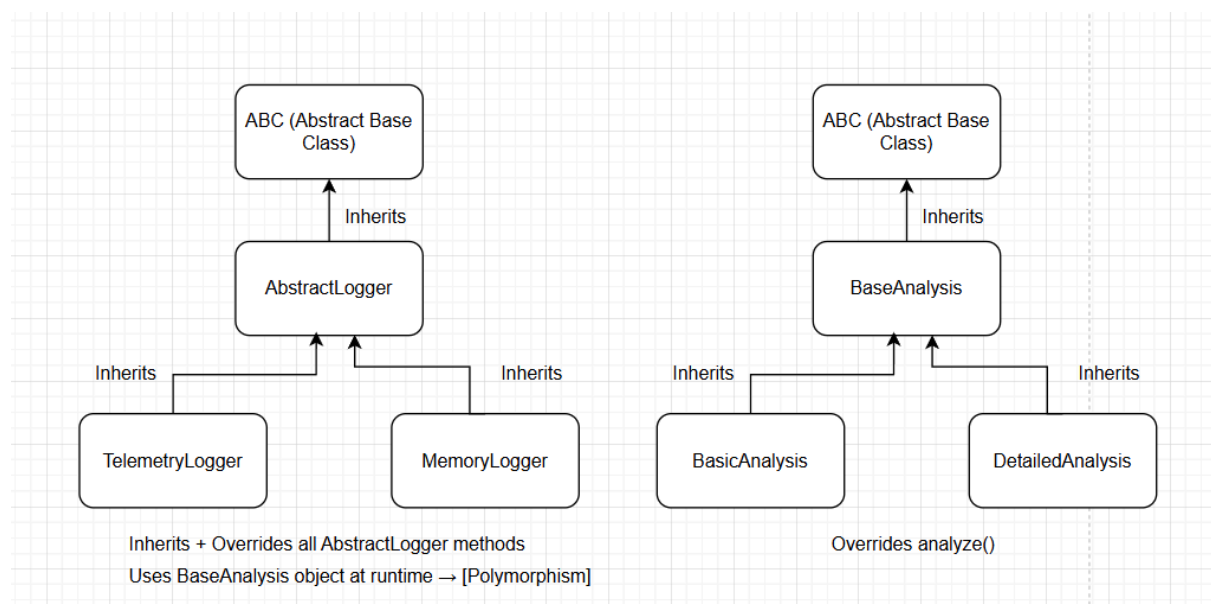 ABC (Abstract Base
Class)
Inherits
AbstractLogger
Inherits
Inherits
TelemetryLogger
MemoryLogger
Inherits + Overrides all AbstractLogger methods
Uses BaseAnalysis object at runtime → [Polymorphism]
ABC (Abstract Base
Class)
Inherits
BaseAnalysis
Inherits
Inherits
BasicAnalysis
DetailedAnalysis
Overrides analyze()